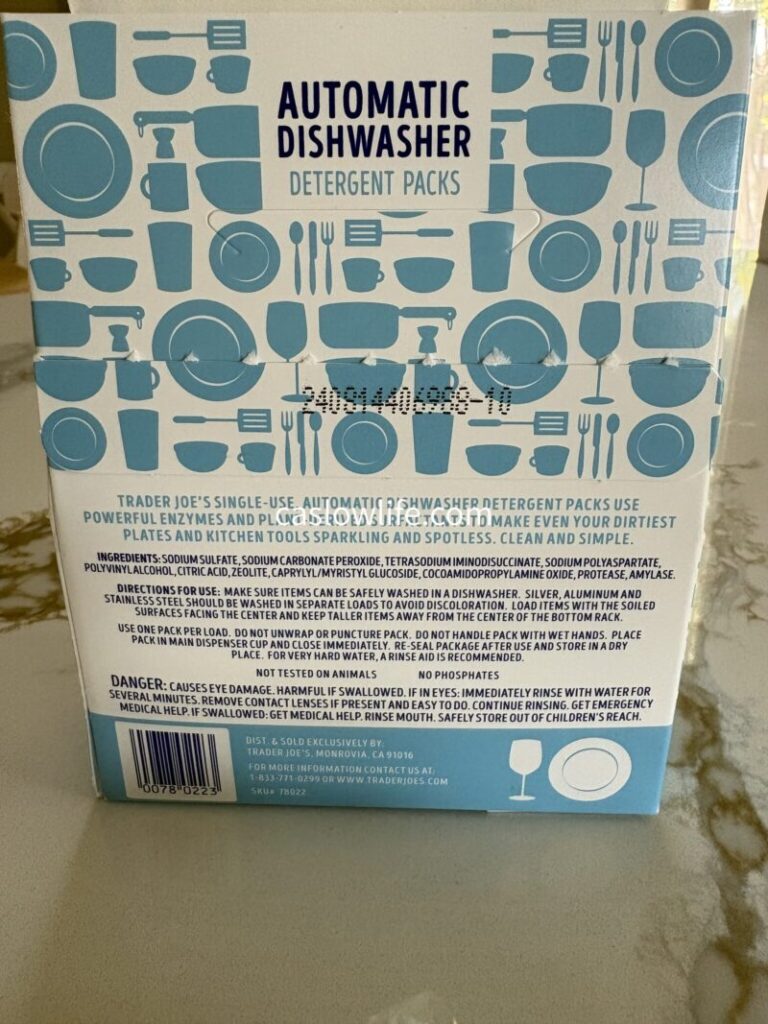 AUTOMATIC
DISHWASHER
DETERGENT PACKS
240814406988-10
TRADER JOE'S SINGLE-USE, AUTOMATIC DISHWASHER DETERGENT PACKS USE
caslowlife.com
POWERFUL ENZYMES AND PLANT DERIVED SURFACTANTS TO MAKE EVEN YOUR DIRTIEST
PLATES AND KITCHEN TOOLS SPARKLING AND SPOTLESS. CLEAN AND SIMPLE.
INGREDIENTS: SODIUM SULFATE, SODIUM CARBONATE PEROXIDE, TETRASODIUM IMINODISUCCINATE, SODIUM POLYASPARTATE,
POLYVINYL ALCOHOL, CITRIC ACID, ZEOLITE, CAPRYLYL/MYRISTYL GLUCOSIDE, COCOAMIDOPROPYLAMINE OXIDE, PROTEASE, AMYLASE.
DIRECTIONS FOR USE: MAKE SURE ITEMS CAN BE SAFELY WASHED IN A DISHWASHER. SILVER, ALUMINUM AND
STAINLESS STEEL SHOULD BE WASHED IN SEPARATE LOADS TO AVOID DISCOLORATION. LOAD ITEMS WITH THE SOILED
SURFACES FACING THE CENTER AND KEEP TALLER ITEMS AWAY FROM THE CENTER OF THE BOTTOM RACK.
USE ONE PACK PER LOAD. DO NOT UNWRAP OR PUNCTURE PACK. DO NOT HANDLE PACK WITH WET HANDS. PLACE
PACK IN MAIN DISPENSER CUP AND CLOSE IMMEDIATELY. RE-SEAL PACKAGE AFTER USE AND STORE IN A DRY
PLACE. FOR VERY HARD WATER, A RINSE AID IS RECOMMENDED.
NOT TESTED ON ANIMALS NO PHOSPHATES
DANGER: CAUSES EYE DAMAGE. HARMFUL IF SWALLOWED. IF IN EYES: IMMEDIATELY RINSE WITH WATER FOR
SEVERAL MINUTES. REMOVE CONTACT LENSES IF PRESENT AND EASY TO DO. CONTINUE RINSING. GET EMERGENCY
MEDICAL HELP. IF SWALLOWED: GET MEDICAL HELP. RINSE MOUTH. SAFELY STORE OUT OF CHILDREN'S REACH.
DIST. & SOLD EXCLUSIVELY BY:
TRADER JOE'S, MONROVIA, CA 91016
FOR MORE INFORMATION CONTACT US AT:
1-833-771-0299 OR WWW.TRADERJOES.COM
SKU# 78022
0078 0223